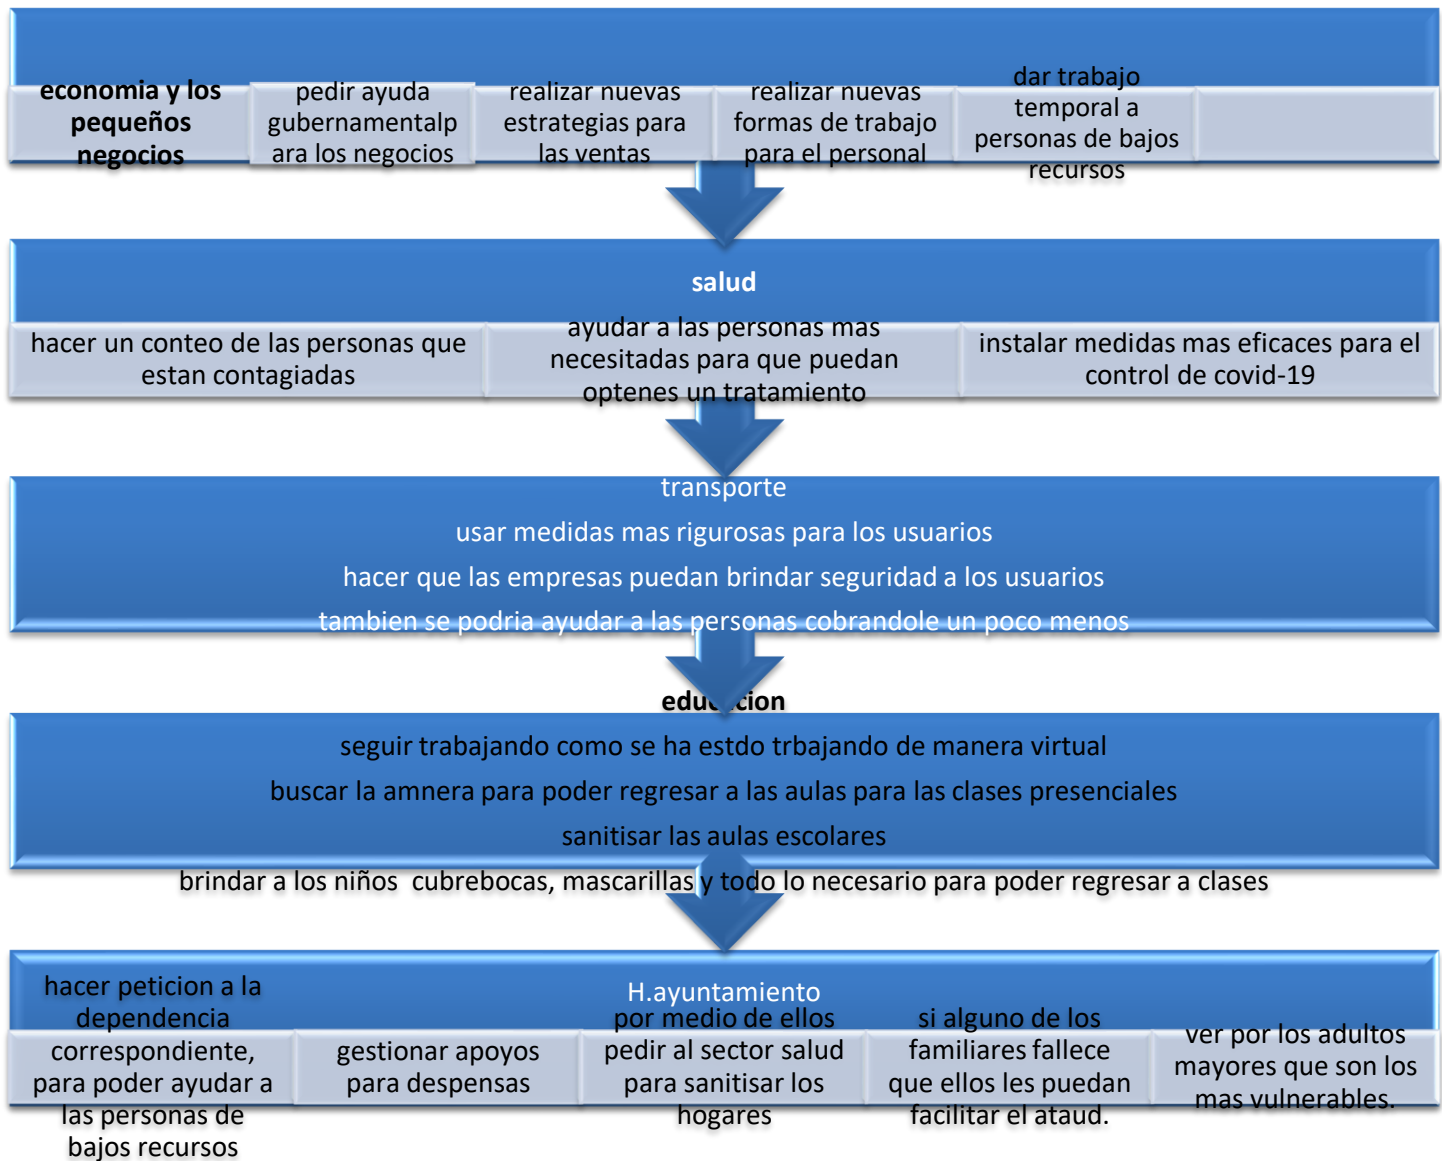 economia y los
pequeños
negocios
pedir ayuda
gubernamentalp
ara los negocios
realizar nuevas
estrategias para
las ventas
realizar nuevas
formas de trabajo
para el personal
dar trabajo
temporal a
personas de bajos
recursos
salud
hacer un conteo de las personas que
estan contagiadas
ayudar a las personas mas
necesitadas para que puedan
optenes un tratamiento
instalar medidas mas eficaces para el
control de covid-19
transporte
usar medidas mas rigurosas para los usuarios
hacer que las empresas puedan brindar seguridad a los usuarios
tambien se podria ayudar a las personas cobrandole un poco menos
educacion
seguir trabajando como se ha estdo trbajando de manera virtual
buscar la amnera para poder regresar a las aulas para las clases presenciales
sanitisar las aulas escolares
brindar a los niños cubrebocas, mascarillas y todo lo necesario para poder regresar a clases
H.ayuntamiento
hacer peticion a la
dependencia
correspondiente,
para poder ayudar a
las personas de
bajos recursos
gestionar apoyos
para despensas
por medio de ellos
pedir al sector salud
para sanitisar los
hogares
si alguno de los
familiares fallece
que ellos les puedan
facilitar el ataud.
ver por los adultos
mayores que son los
mas vulnerables.